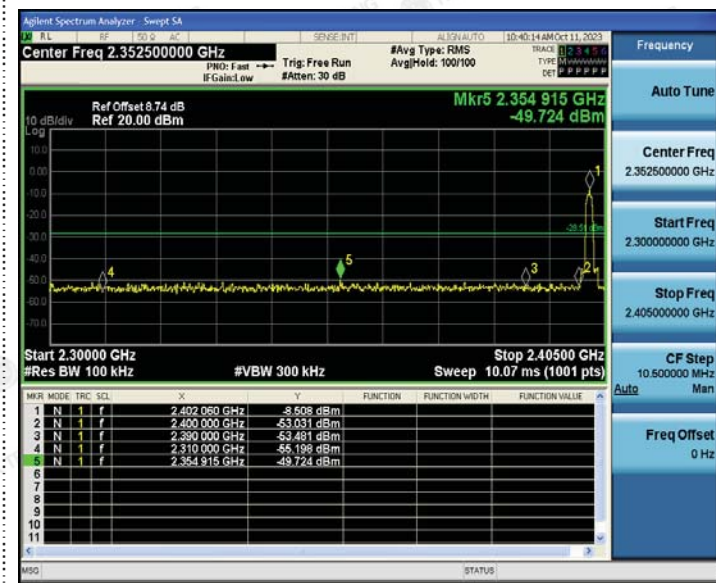 Agilent Spectrum Analyzer - Swept SA
RL RF 50 Ω AC SENSE:INT ALIGN AUTO 10:40:14 AM Oct 11, 2023
Center Freq 2.352500000 GHz
PNO: Fast
IFGain:Low
Trig: Free Run
#Atten: 30 dB
#Avg Type: RMS
Avg|Hold: 100/100
TRACE 1 2 3 4 5 6
TYPE M
DET P P P P P P
Ref Offset 8.74 dB
Ref 20.00 dBm
Mkr5 2.354 915 GHz
-49.724 dBm
10 dB/div
Log
10.0
0.00
-10.0
-20.0
-30.0
-40.0
-50.0
-60.0
-70.0
1
-28.51 dBm
5
4
3
2
Start 2.30000 GHz
#Res BW 100 kHz
#VBW 300 kHz
Stop 2.40500 GHz
Sweep 10.07 ms (1001 pts)
MKR MODE TRC SCL X Y FUNCTION FUNCTION WIDTH FUNCTION VALUE
1 N 1 f 2.402 060 GHz -8.508 dBm
2 N 1 f 2.400 000 GHz -53.031 dBm
3 N 1 f 2.390 000 GHz -53.481 dBm
4 N 1 f 2.310 000 GHz -55.198 dBm
5 N 1 f 2.354 915 GHz -49.724 dBm
6
7
8
9
10
11
MSG STATUS
Frequency
Auto Tune
Center Freq
2.352500000 GHz
Start Freq
2.300000000 GHz
Stop Freq
2.405000000 GHz
CF Step
10.500000 MHz
Auto Man
Freq Offset
0 Hz